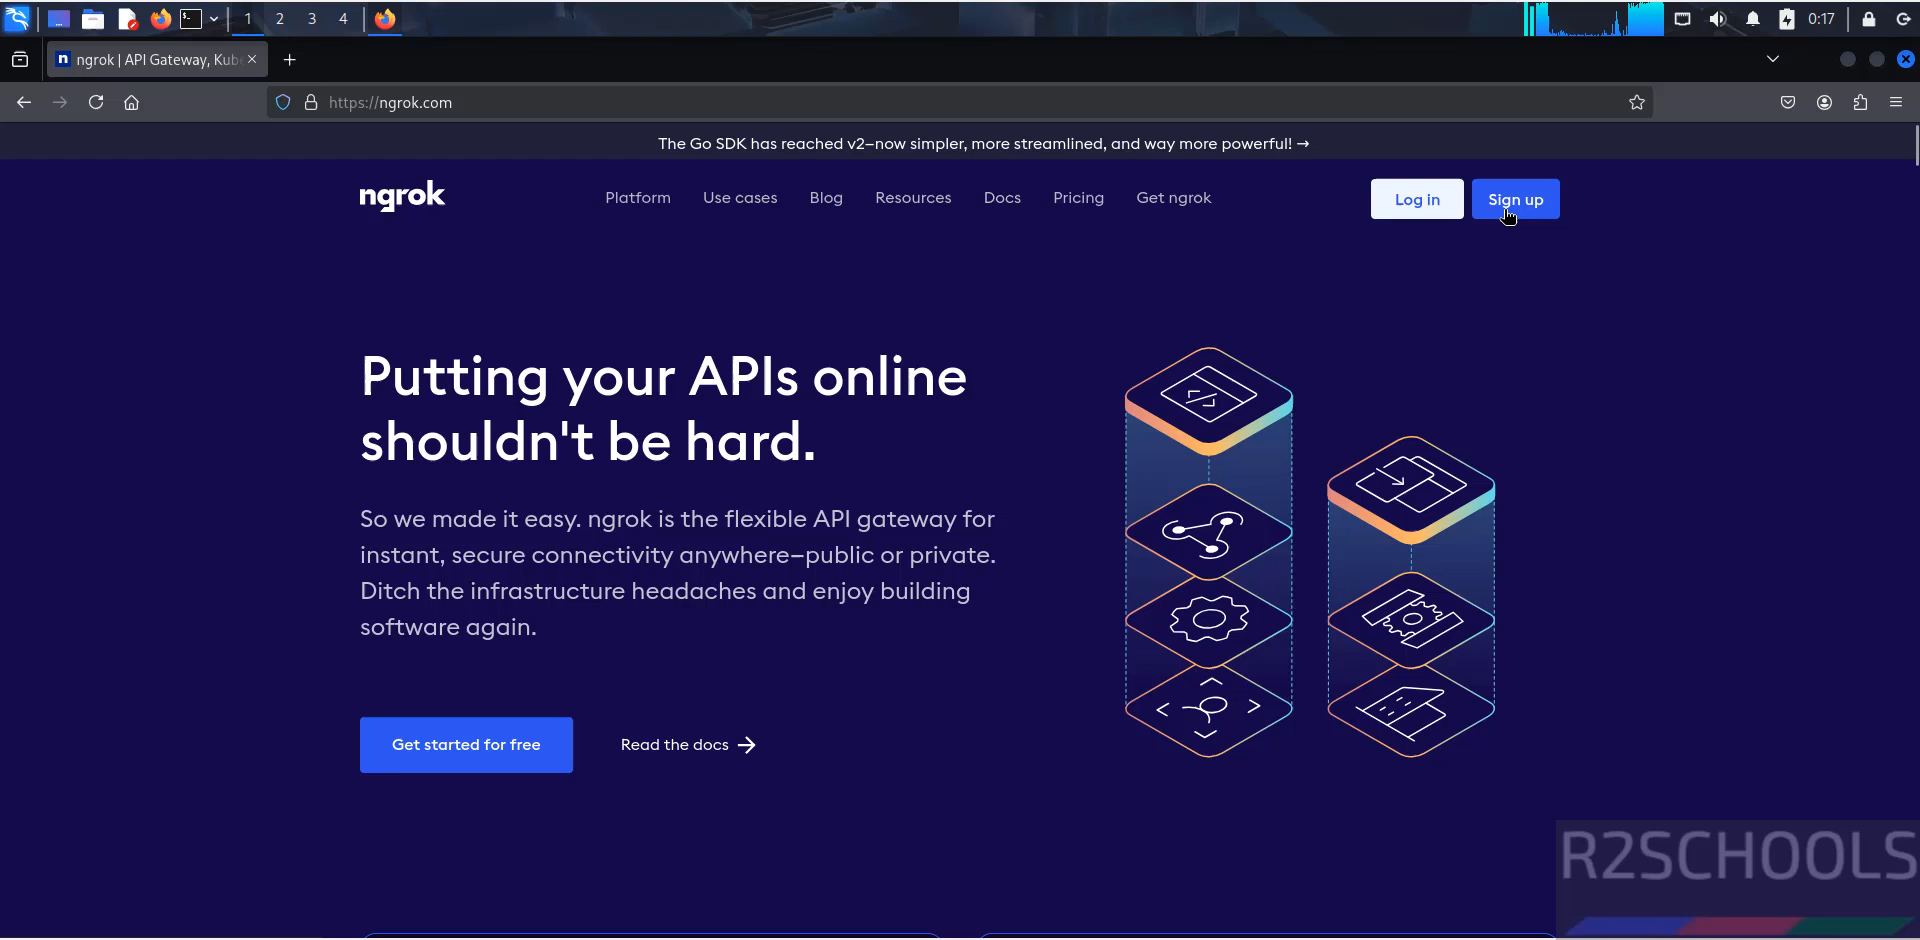 1 2 3 4
0:17
n ngrok | API Gateway, Kub
https://ngrok.com
The Go SDK has reached v2—now simpler, more streamlined, and way more powerful! →
ngrok
Platform Use cases Blog Resources Docs Pricing Get ngrok
Log in Sign up
Putting your APIs online
shouldn't be hard.
So we made it easy. ngrok is the flexible API gateway for
instant, secure connectivity anywhere—public or private.
Ditch the infrastructure headaches and enjoy building
software again.
Get started for free
Read the docs →
R2SCHOOLS